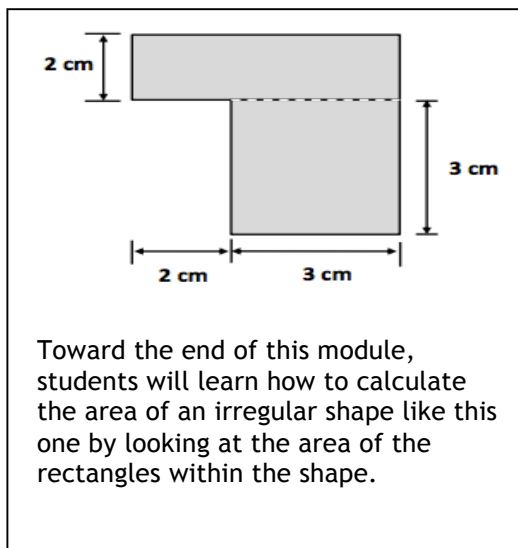 2 cm
3 cm
2 cm
3 cm
Toward the end of this module,
students will learn how to calculate
the area of an irregular shape like this
one by looking at the area of the
rectangles within the shape.